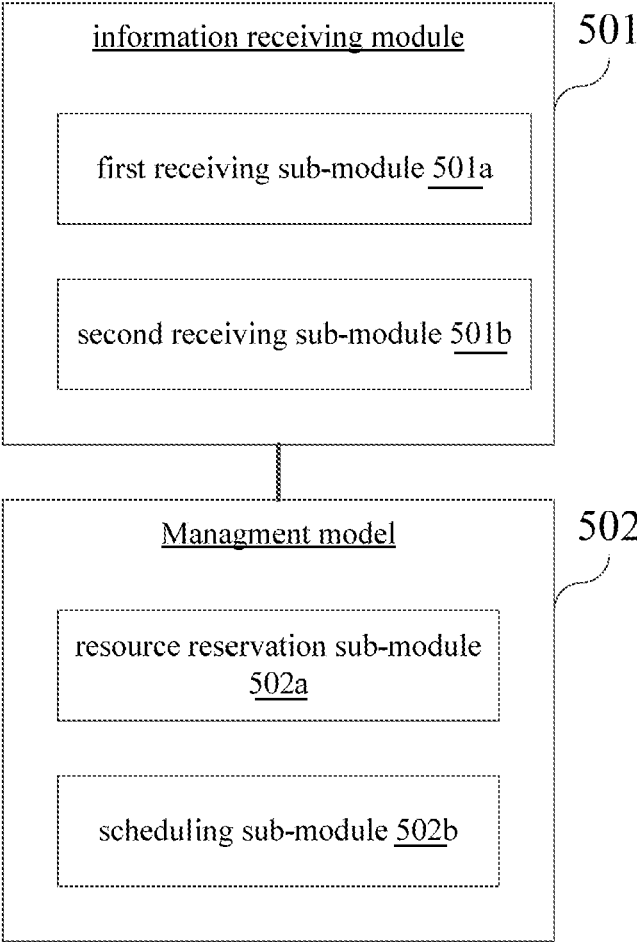 information receiving module
501
first receiving sub-module 501a
second receiving sub-module 501b
Managment model
502
resource reservation sub-module
502a
scheduling sub-module 502b